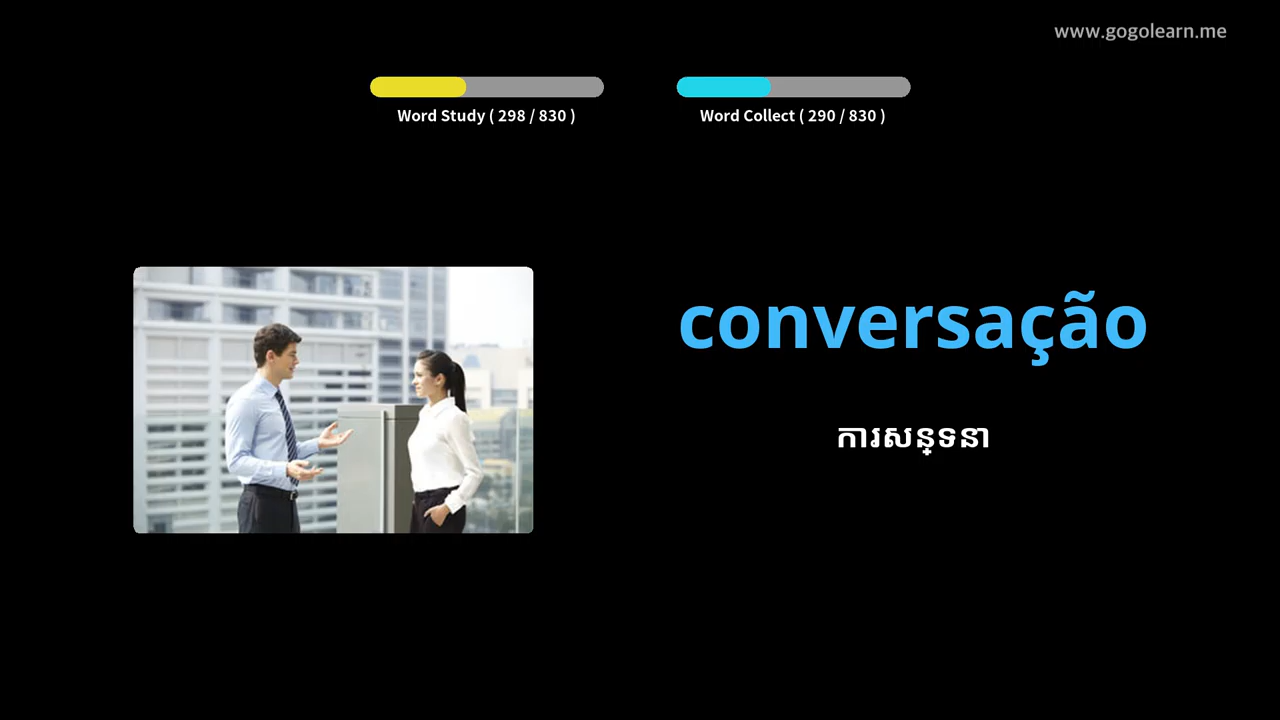 www.gogolearn.me
Word Study ( 298 / 830 )
Word Collect ( 290 / 830 )
conversação
ការសន្ទនា